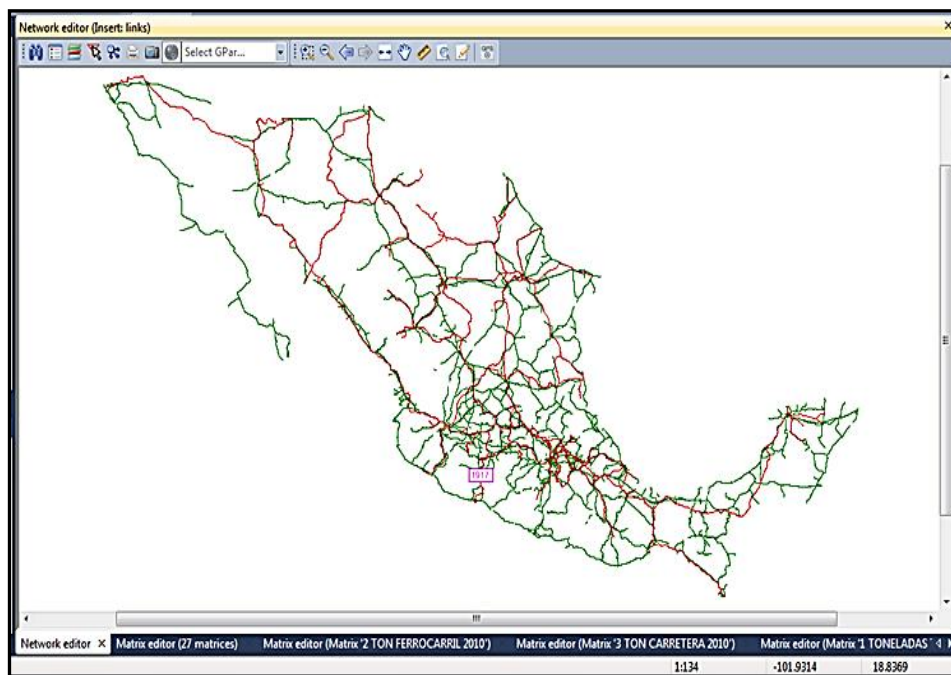 Network editor (Insert: links)
Select GPar...
1917
Network editor X Matrix editor (27 matrices) Matrix editor (Matrix '2 TON FERROCARRIL 2010') Matrix editor (Matrix '3 TON CARRETERA 2010') Matrix editor (Matrix '1 TONELADAS
1:134 -101.9314 18.8369